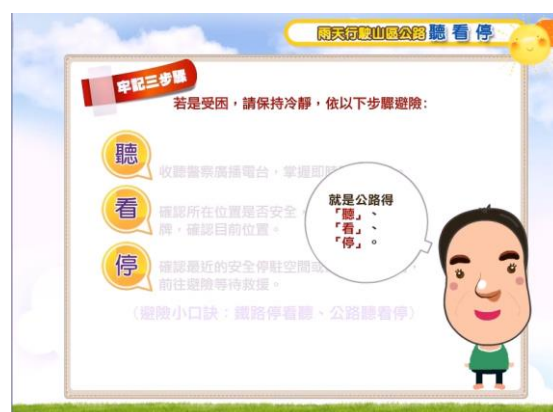 雨天行駛山區公路 聽 看 停
牢記三步驟
若是受困，請保持冷靜，依以下步驟避險:
聽
收聽警察廣播電台，掌握即時
看
確認所在位置是否安全，
牌，確認目前位置。
停
確認最近的安全停駐空間或
前往避險等待救援。
(避險小口訣：鐵路停看聽、公路聽看停)
就是公路得
「聽」、
「看」、
「停」。